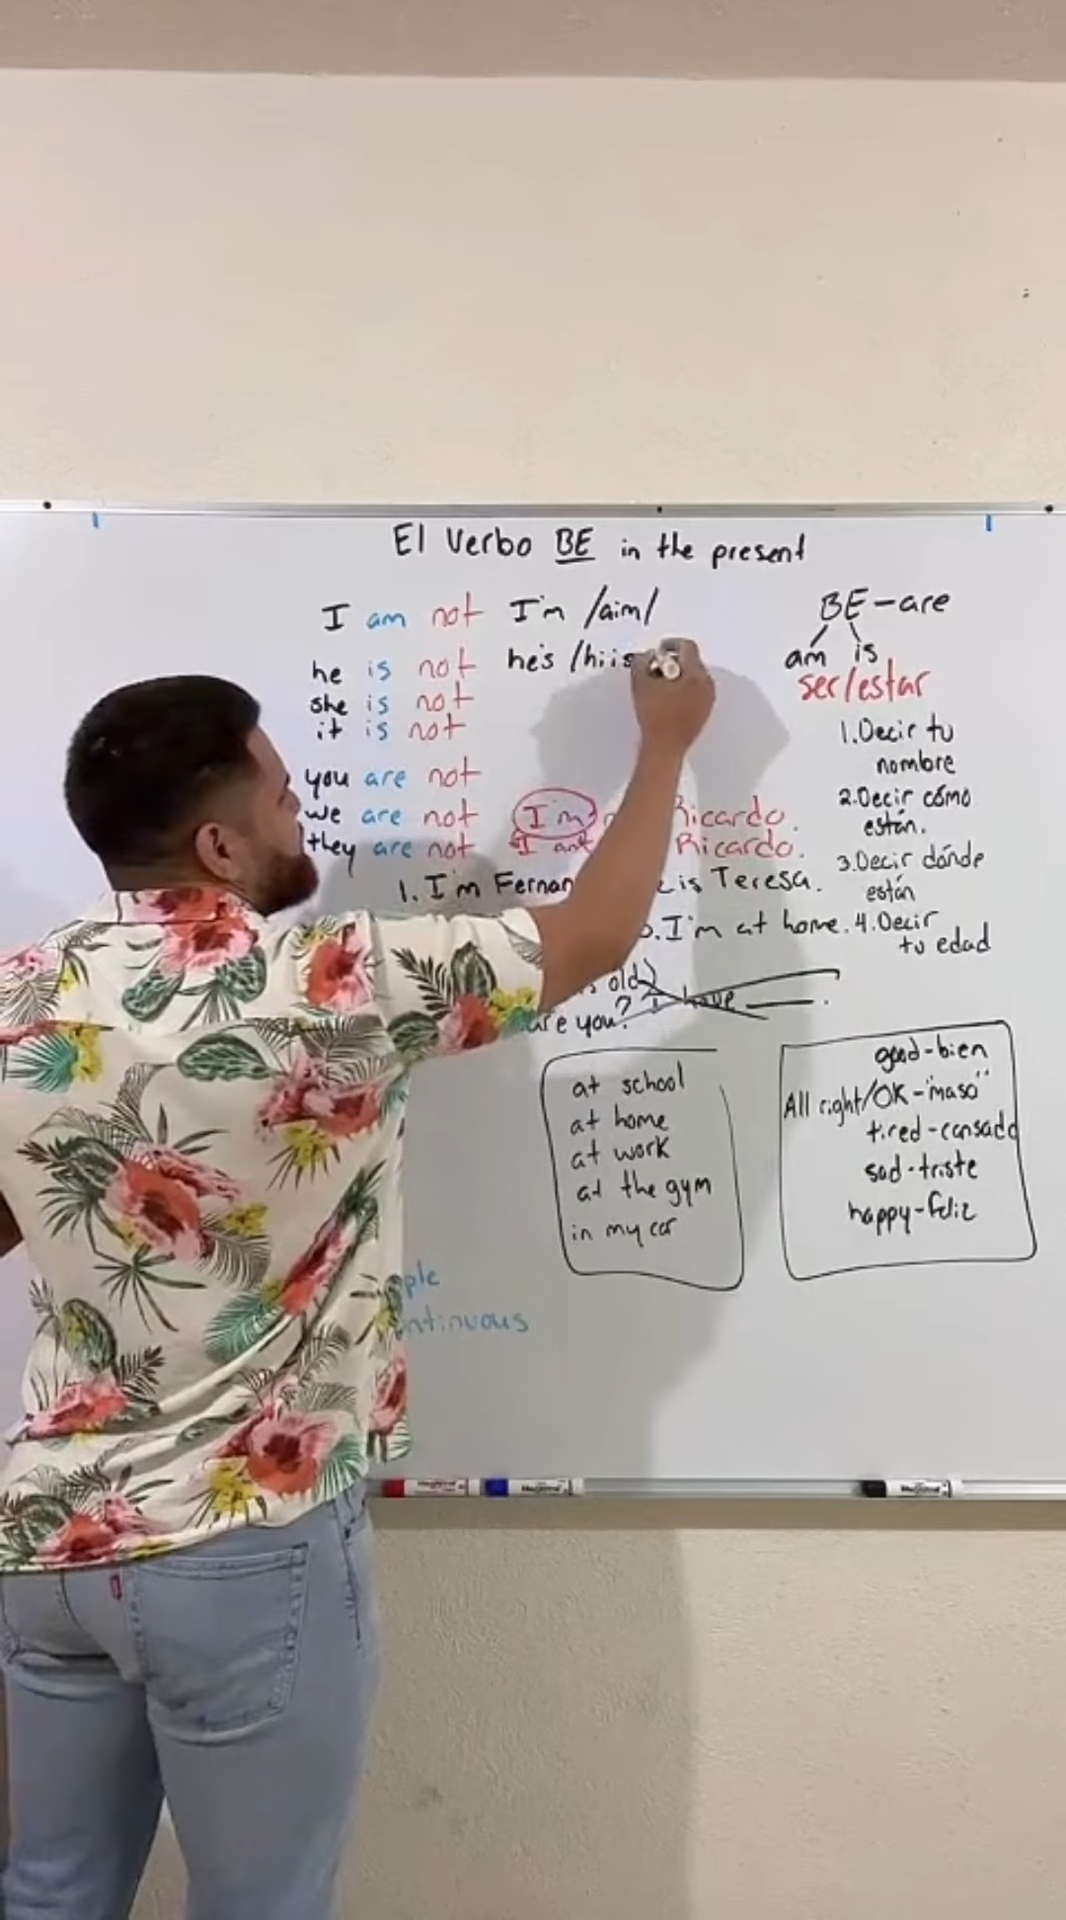 El Verbo BE in the present
I am not I'm /aim/
he is not he's /hiis
she is not
it is not
you are not
we are not I'm Ricardo.
they are not I Ricardo.
1. I'm Fernan is Teresa.
I'm at home.
old)
are you? I have ____.
at school
at home
at work
at the gym
in my car
ple
ntinuous
BE-are
am is
ser/estar
1. Decir tu
nombre
2. Decir cómo
están.
3. Decir dónde
están
4. Decir
tu edad
good-bien
All right/OK-"maso"
tired-cansado
sad-triste
happy-feliz